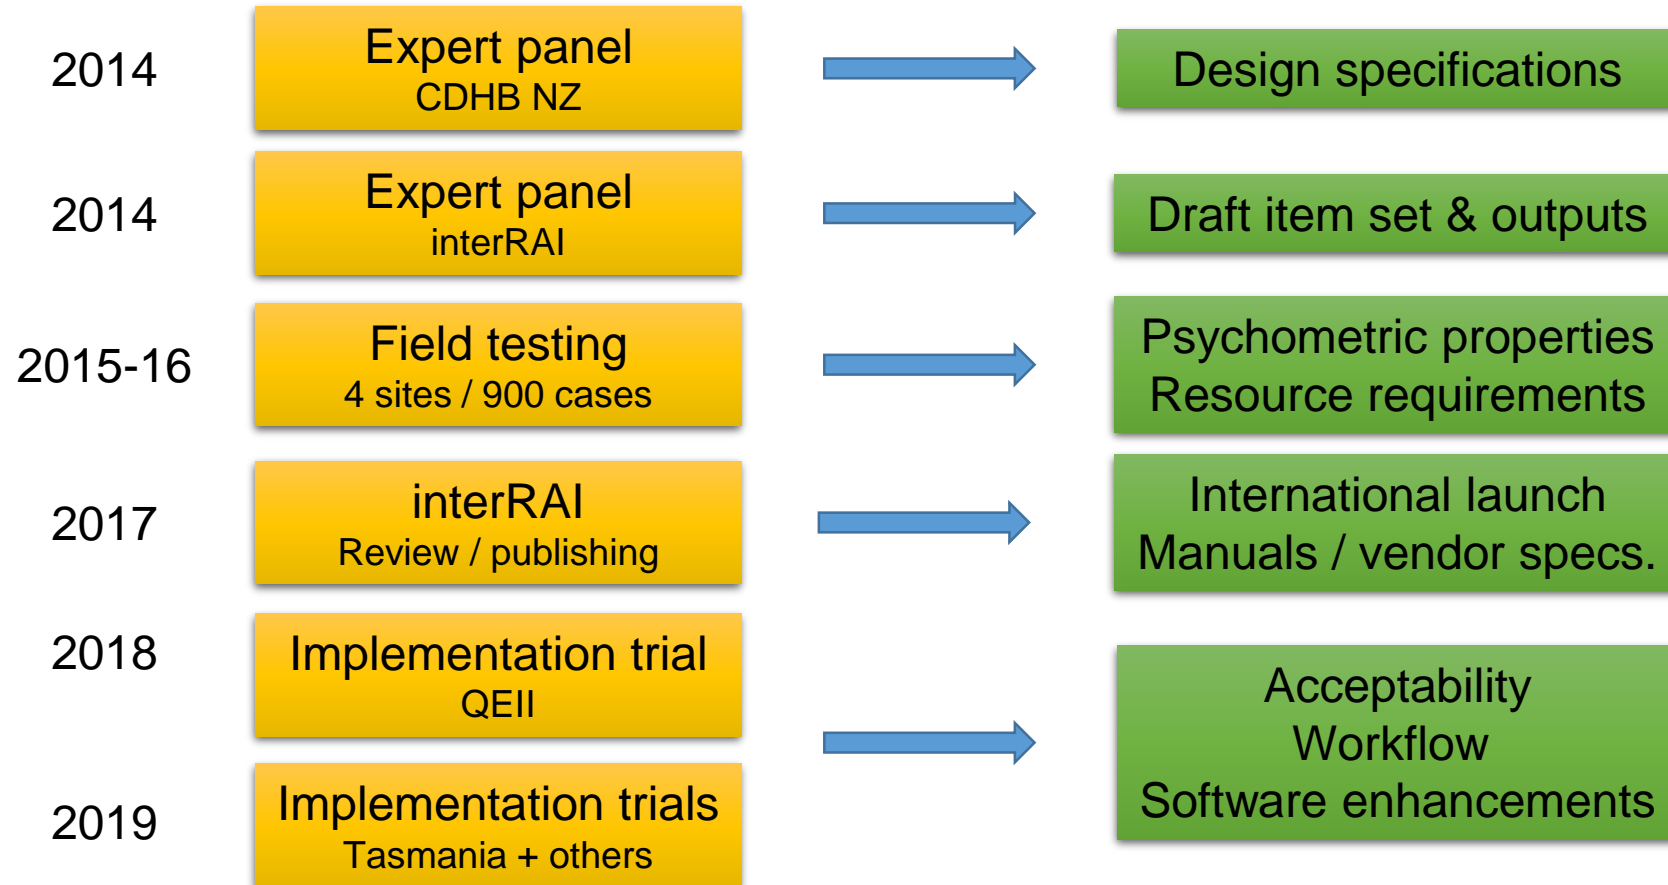 2014
Expert panel
CDHB NZ
Design specifications
2014
Expert panel
interRAI
Draft item set & outputs
2015-16
Field testing
4 sites / 900 cases
Psychometric properties
Resource requirements
2017
interRAI
Review / publishing
International launch
Manuals / vendor specs.
2018
Implementation trial
QEII
2019
Implementation trials
Tasmania + others
Acceptability
Workflow
Software enhancements